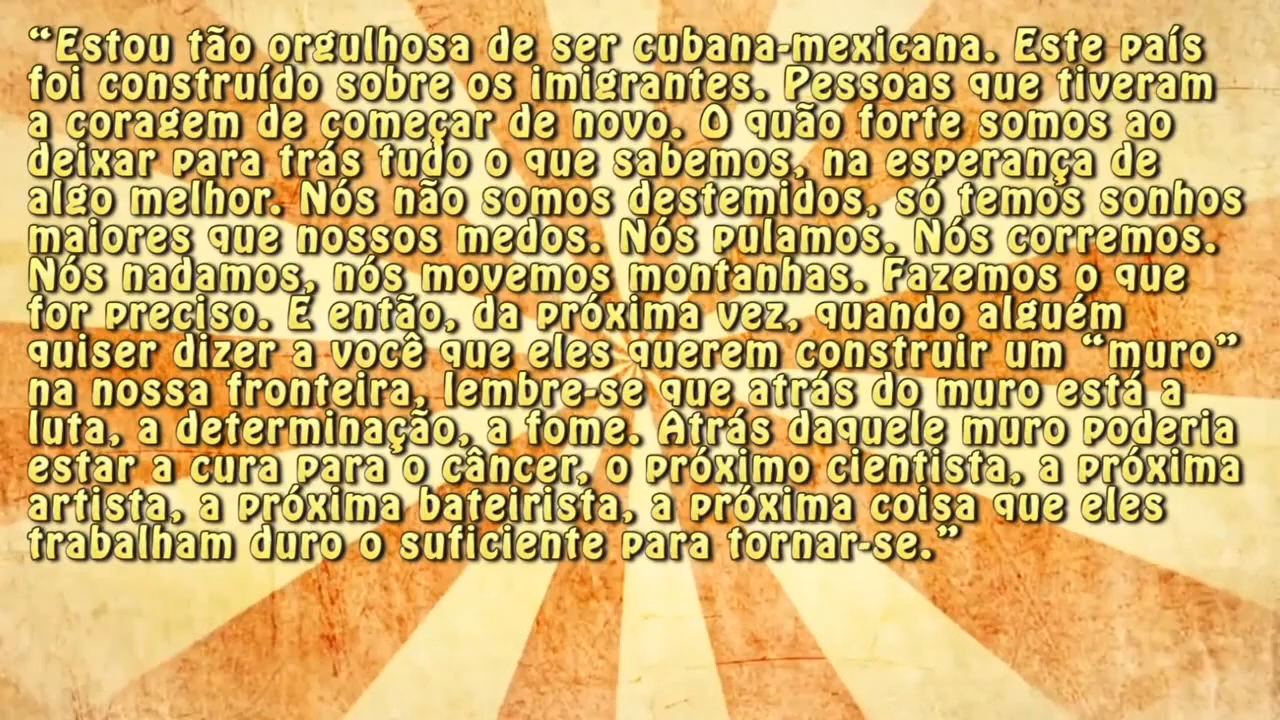 “Estou tão orgulhosa de ser cubana-mexicana. Este país
foi construído sobre os imigrantes. Pessoas que tiveram
a coragem de começar de novo. O quão forte somos ao
deixar para trás tudo o que sabemos, na esperança de
algo melhor. Nós não somos destemidos, só temos sonhos
maiores que nossos medos. Nós pulamos. Nós corremos.
Nós nadamos, nós movemos montanhas. Fazemos o que
for preciso. E então, da próxima vez, quando alguém
quiser dizer a você que eles querem construir um “muro”
na nossa fronteira, lembre-se que atrás do muro está a
luta, a determinação, a fome. Atrás daquele muro poderia
estar a cura para o câncer, o próximo cientista, a próxima
artista, a próxima bateirista, a próxima coisa que eles
trabalham duro o suficiente para tornar-se.”